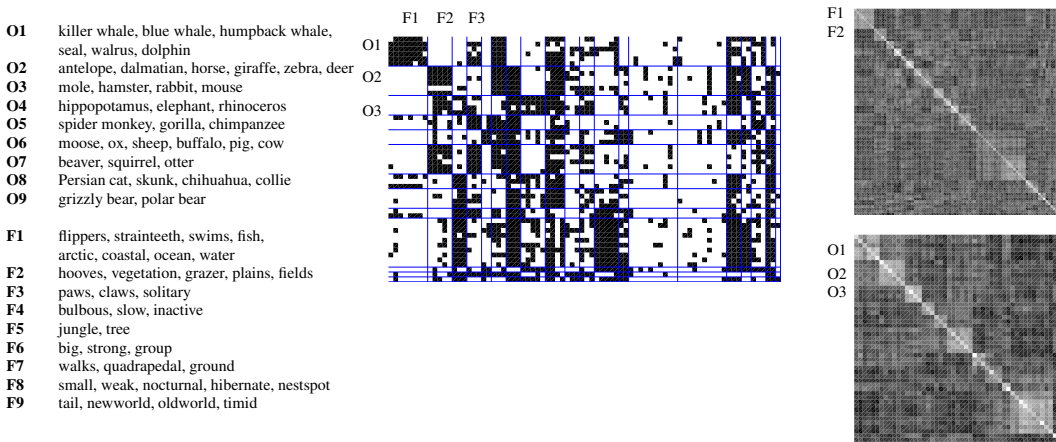 O1 killer whale, blue whale, humpback whale,
seal, walrus, dolphin
O2 antelope, dalmatian, horse, giraffe, zebra, deer
O3 mole, hamster, rabbit, mouse
O4 hippopotamus, elephant, rhinoceros
O5 spider monkey, gorilla, chimpanzee
O6 moose, ox, sheep, buffalo, pig, cow
O7 beaver, squirrel, otter
O8 Persian cat, skunk, chihuahua, collie
O9 grizzly bear, polar bear
F1 flippers, strainteeth, swims, fish,
arctic, coastal, ocean, water
F2 hooves, vegetation, grazer, plains, fields
F3 paws, claws, solitary
F4 bulbous, slow, inactive
F5 jungle, tree
F6 big, strong, group
F7 walks, quadrapedal, ground
F8 small, weak, nocturnal, hibernate, nestspot
F9 tail, newworld, oldworld, timid
F1 F2 F3
O1
O2
O3
F1
F2
O1
O2
O3